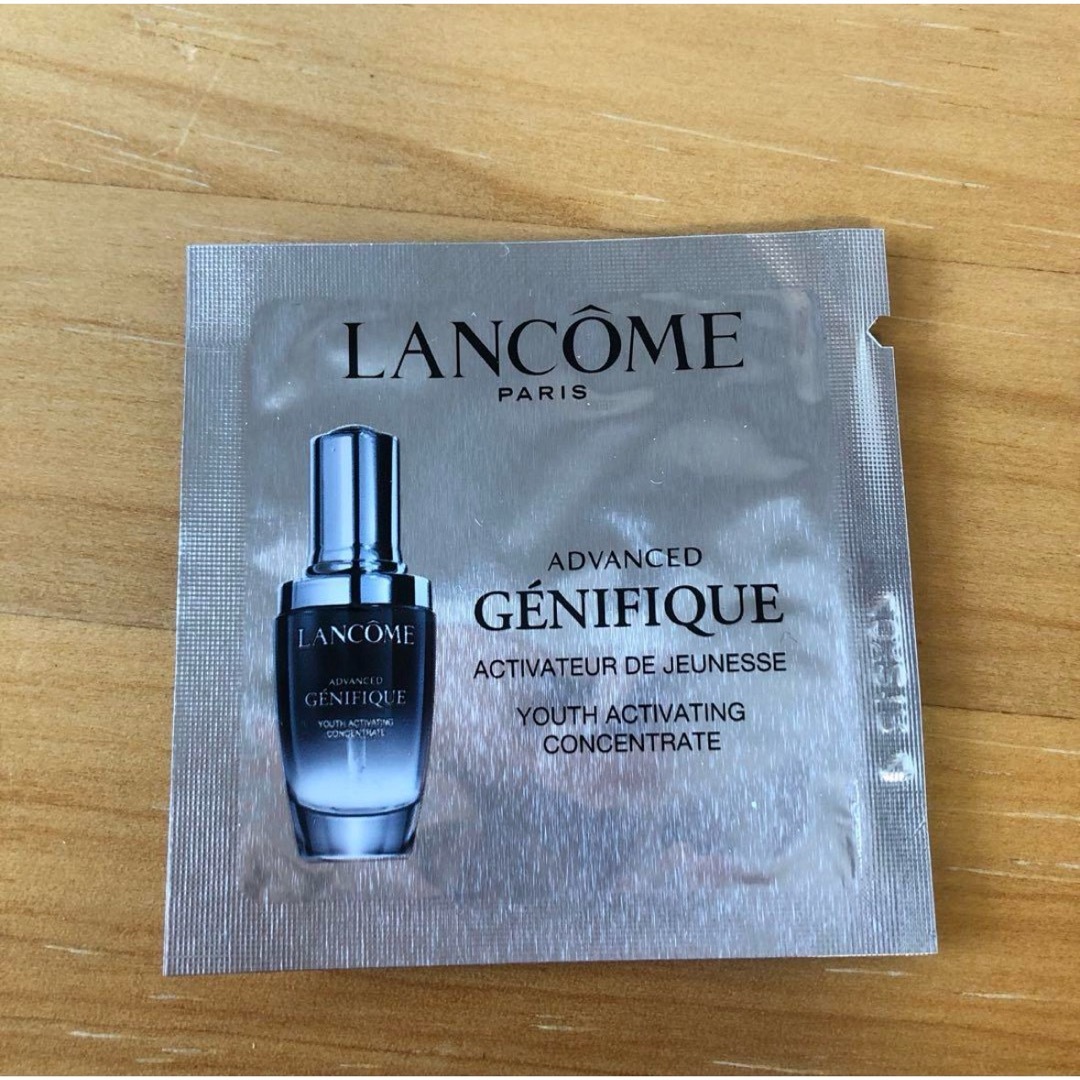 LANCÔME
PARIS
LANCÔME
ADVANCED
GÉNIFIQUE
YOUTH ACTIVATING
CONCENTRATE
ADVANCED
GÉNIFIQUE
ACTIVATEUR DE JEUNESSE
YOUTH ACTIVATING
CONCENTRATE